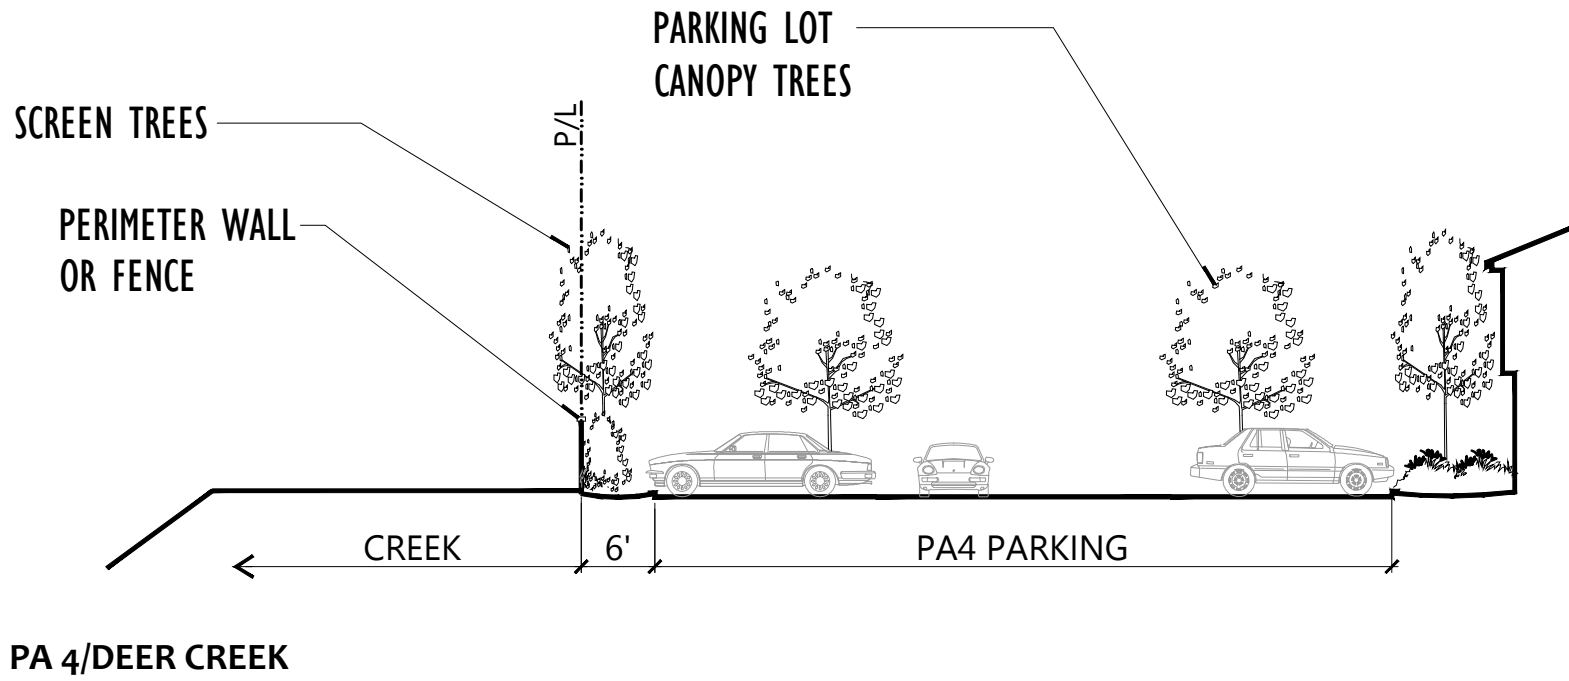 PARKING LOT
CANOPY TREES
SCREEN TREES
P/L
PERIMETER WALL
OR FENCE
CREEK
6'
PA4 PARKING
PA 4/DEER CREEK